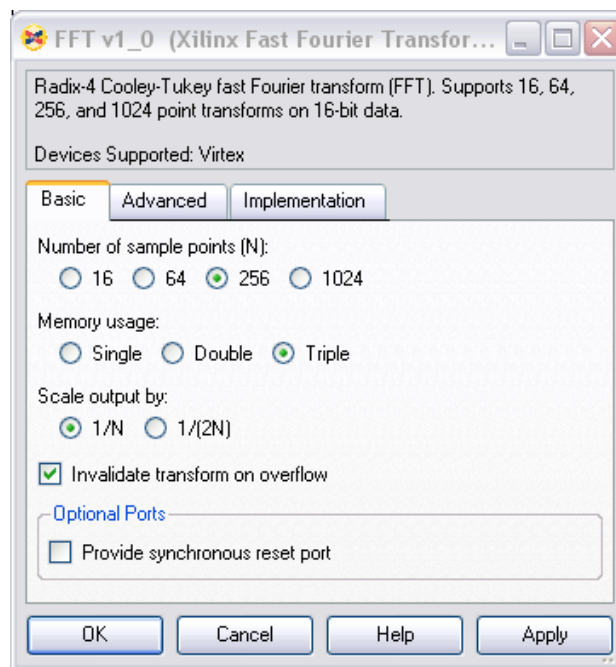 FFT v1_0 (Xilinx Fast Fourier Transfor...
Radix-4 Cooley-Tukey fast Fourier transform (FFT). Supports 16, 64,
256, and 1024 point transforms on 16-bit data.
Devices Supported: Virtex
Basic Advanced Implementation
Number of sample points (N):
16 64 256 1024
Memory usage:
Single Double Triple
Scale output by:
1/N 1/(2N)
Invalidate transform on overflow
Optional Ports
Provide synchronous reset port
OK Cancel Help Apply